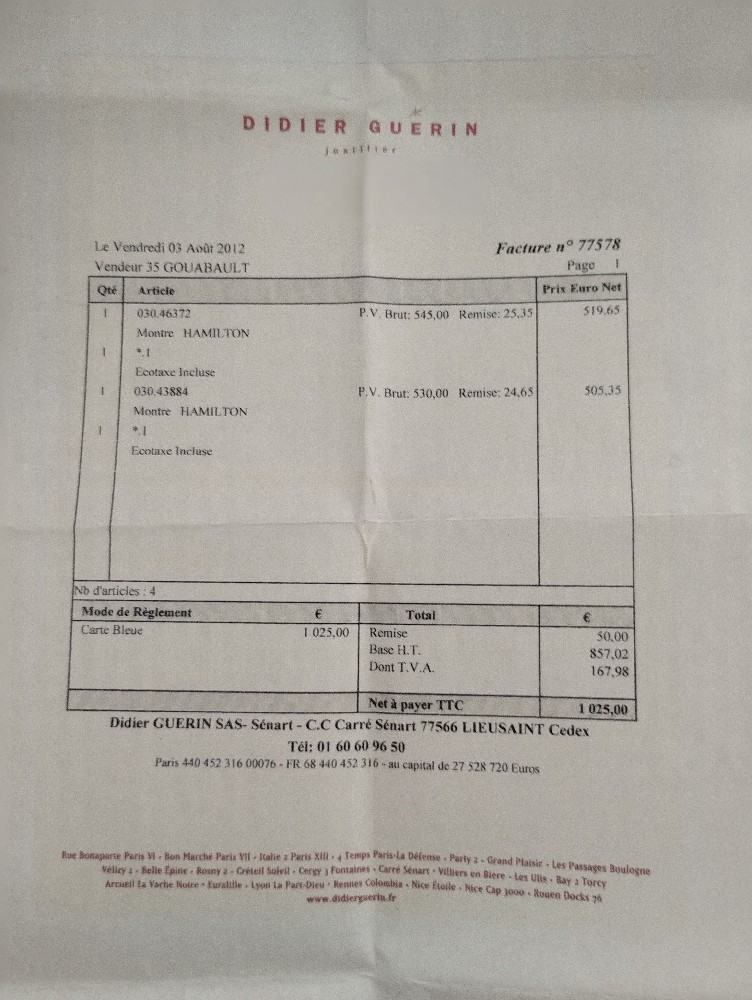 DIDIER GUERIN
joaillier
Le Vendredi 03 Août 2012
Facture n° 77578
Vendeur 35 GOUABAULT
Page 1
Qté Article Prix Euro Net
1 030.46372 P.V. Brut: 545,00 Remise: 25,35 519,65
Montre HAMILTON
1 *.1
Ecotaxe Incluse
1 030.43884 P.V. Brut: 530,00 Remise: 24,65 505,35
Montre HAMILTON
1 *.1
Ecotaxe Incluse
Nb d'articles : 4
Mode de Règlement € Total €
Carte Bleue 1 025,00 Remise 50,00
Base H.T. 857,02
Dont T.V.A. 167,98
Net à payer TTC 1 025,00
Didier GUERIN SAS- Sénart - C.C Carré Sénart 77566 LIEUSAINT Cedex
Tél: 01 60 60 96 50
Paris 440 452 316 00076 - FR 68 440 452 316 - au capital de 27 528 720 Euros
Rue Bonaparte Paris VI - Bon Marché Paris VII - Italie 2 Paris XIII - 4 Temps Paris-La Défense - Parly 2 - Grand Plaisir - Les Passages Boulogne
Vélizy 2 - Belle Épine - Rosny 2 - Créteil Soleil - Cergy 3 Fontaines - Carré Sénart - Villiers en Bière - Les Ulis - Bay 2 Torcy
Arcueil La Vache Noire - Euralille - Lyon La Part-Dieu - Rennes Colombia - Nice Étoile - Nice Cap 3000 - Rouen Docks 76
www.didierguerin.fr